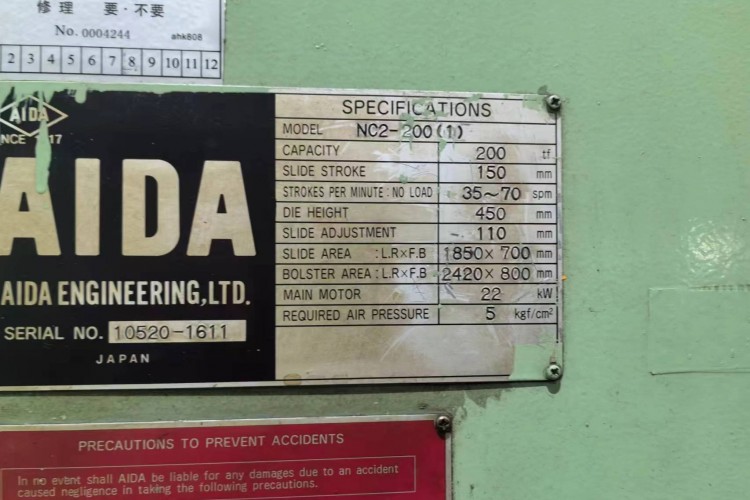 修理 要・不要
No. 0004244 ahk808
2 3 4 5 6 7 8 9 10 11 12
AIDA
NCE 17
AIDA
AIDA ENGINEERING,LTD.
SERIAL NO. 10520-1611
JAPAN
SPECIFICATIONS
MODEL NC2-200(1)
CAPACITY 200 tf
SLIDE STROKE 150 mm
STROKES PER MINUTE : NO LOAD 35~70 spm
DIE HEIGHT 450 mm
SLIDE ADJUSTMENT 110 mm
SLIDE AREA : L.R×F.B 1850×700 mm
BOLSTER AREA : L.R×F.B 2420×800 mm
MAIN MOTOR 22 kW
REQUIRED AIR PRESSURE 5 kgf/cm²
PRECAUTIONS TO PREVENT ACCIDENTS
In no event shall AIDA be liable for any damages due to an accident
caused negligence in taking the following precautions.